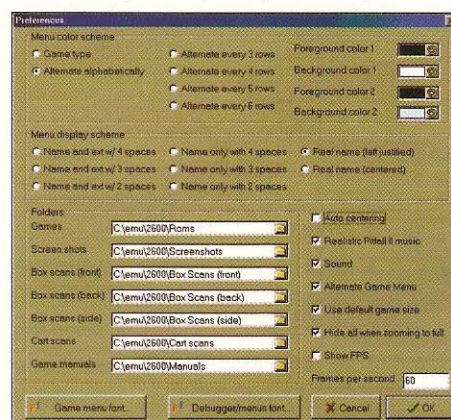 Preferences
Menu color scheme
Game type
Alternate alphabetically
Alternate every 3 rows
Alternate every 4 rows
Alternate every 5 rows
Alternate every 6 rows
Foreground color 1
Background color 1
Foreground color 2
Background color 2
Menu display scheme
Name and ext w/ 4 spaces
Name and ext w/ 3 spaces
Name and ext w/ 2 spaces
Name only with 4 spaces
Name only with 3 spaces
Name only with 2 spaces
Real name (left justified)
Real name (centered)
Folders
Games C:\emu\2600\Roms
Screen shots C:\emu\2600\Screenshots
Box scans (front) C:\emu\2600\Box Scans (front)
Box scans (back) C:\emu\2600\Box Scans (back)
Box scans (side) C:\emu\2600\Box Scans (side)
Cart scans C:\emu\2600\Cart scans
Game manuals C:\emu\2600\Manuals
Auto centering
Realistic Pitfall II music
Sound
Alternate Game Menu
Use default game size
Hide all when zooming to full
Show FPS
Frames per second 60
Game menu font...
Debugger/menus font...
Cancel
OK